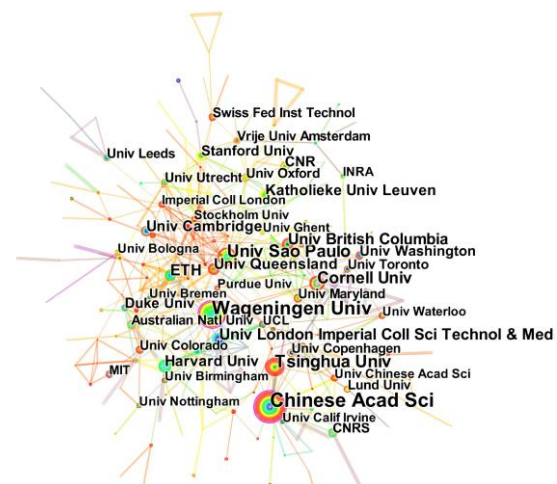 Swiss Fed Inst Technol
Vrije Univ Amsterdam
Stanford Univ
Univ Leeds
CNR
Univ Oxford
INRA
Univ Utrecht
Katholieke Univ Leuven
Imperial Coll London
Stockholm Univ
Univ Cambridge
Univ Ghent
Univ British Columbia
Univ Bologna
Univ Sao Paulo
Univ Washington
ETH
Univ Queensland
Univ Toronto
Cornell Univ
Purdue Univ
Univ Bremen
Univ Maryland
Duke Univ
Wageningen Univ
Univ Waterloo
Australian Natl Univ
UCL
Univ London Imperial Coll Sci Technol & Med
Univ Colorado
Univ Copenhagen
Harvard Univ
Tsinghua Univ
MIT
Univ Birmingham
Univ Chinese Acad Sci
Lund Univ
Univ Nottingham
Chinese Acad Sci
Univ Calif Irvine
CNRS